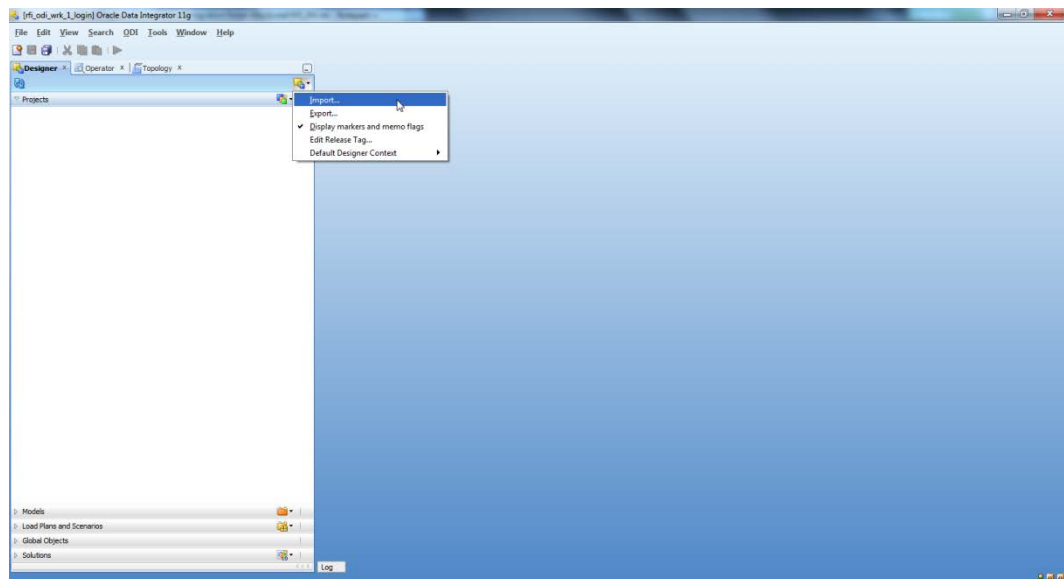 [rfi_odi_wrk_1_login] Oracle Data Integrator 11g
File Edit View Search ODI Tools Window Help
Designer Operator Topology
Projects
Import...
Export...
Display markers and memo flags
Edit Release Tag...
Default Designer Context
Models
Load Plans and Scenarios
Global Objects
Solutions
Log